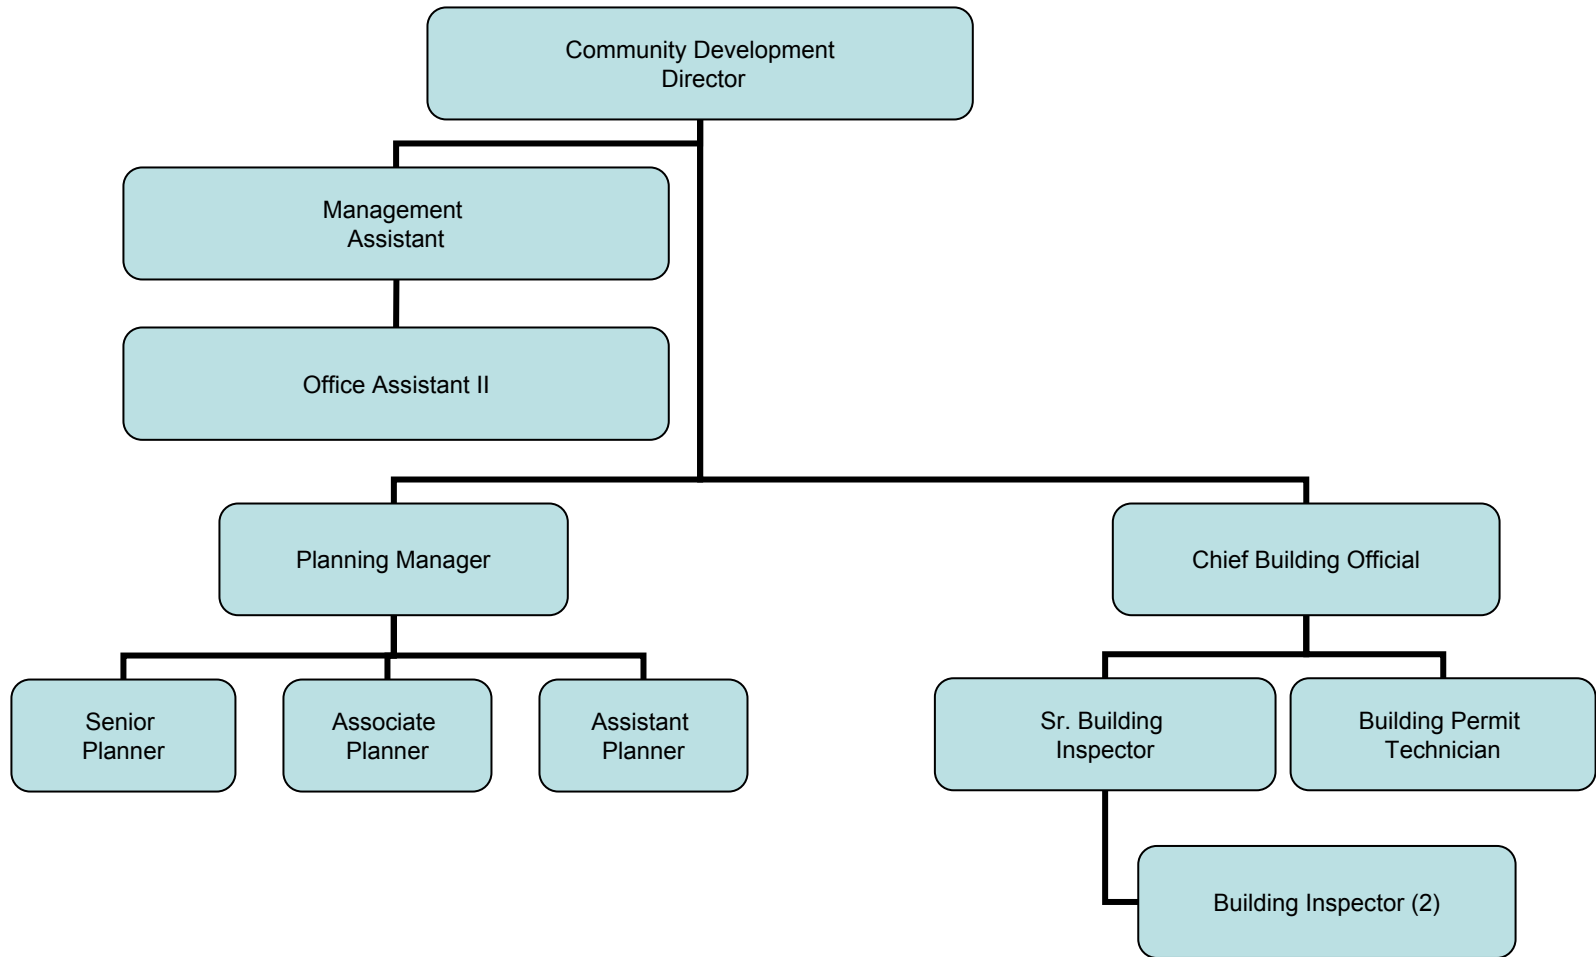 Community Development
Director
Management
Assistant
Office Assistant II
Planning Manager
Chief Building Official
Senior
Planner
Associate
Planner
Assistant
Planner
Sr. Building
Inspector
Building Permit
Technician
Building Inspector (2)